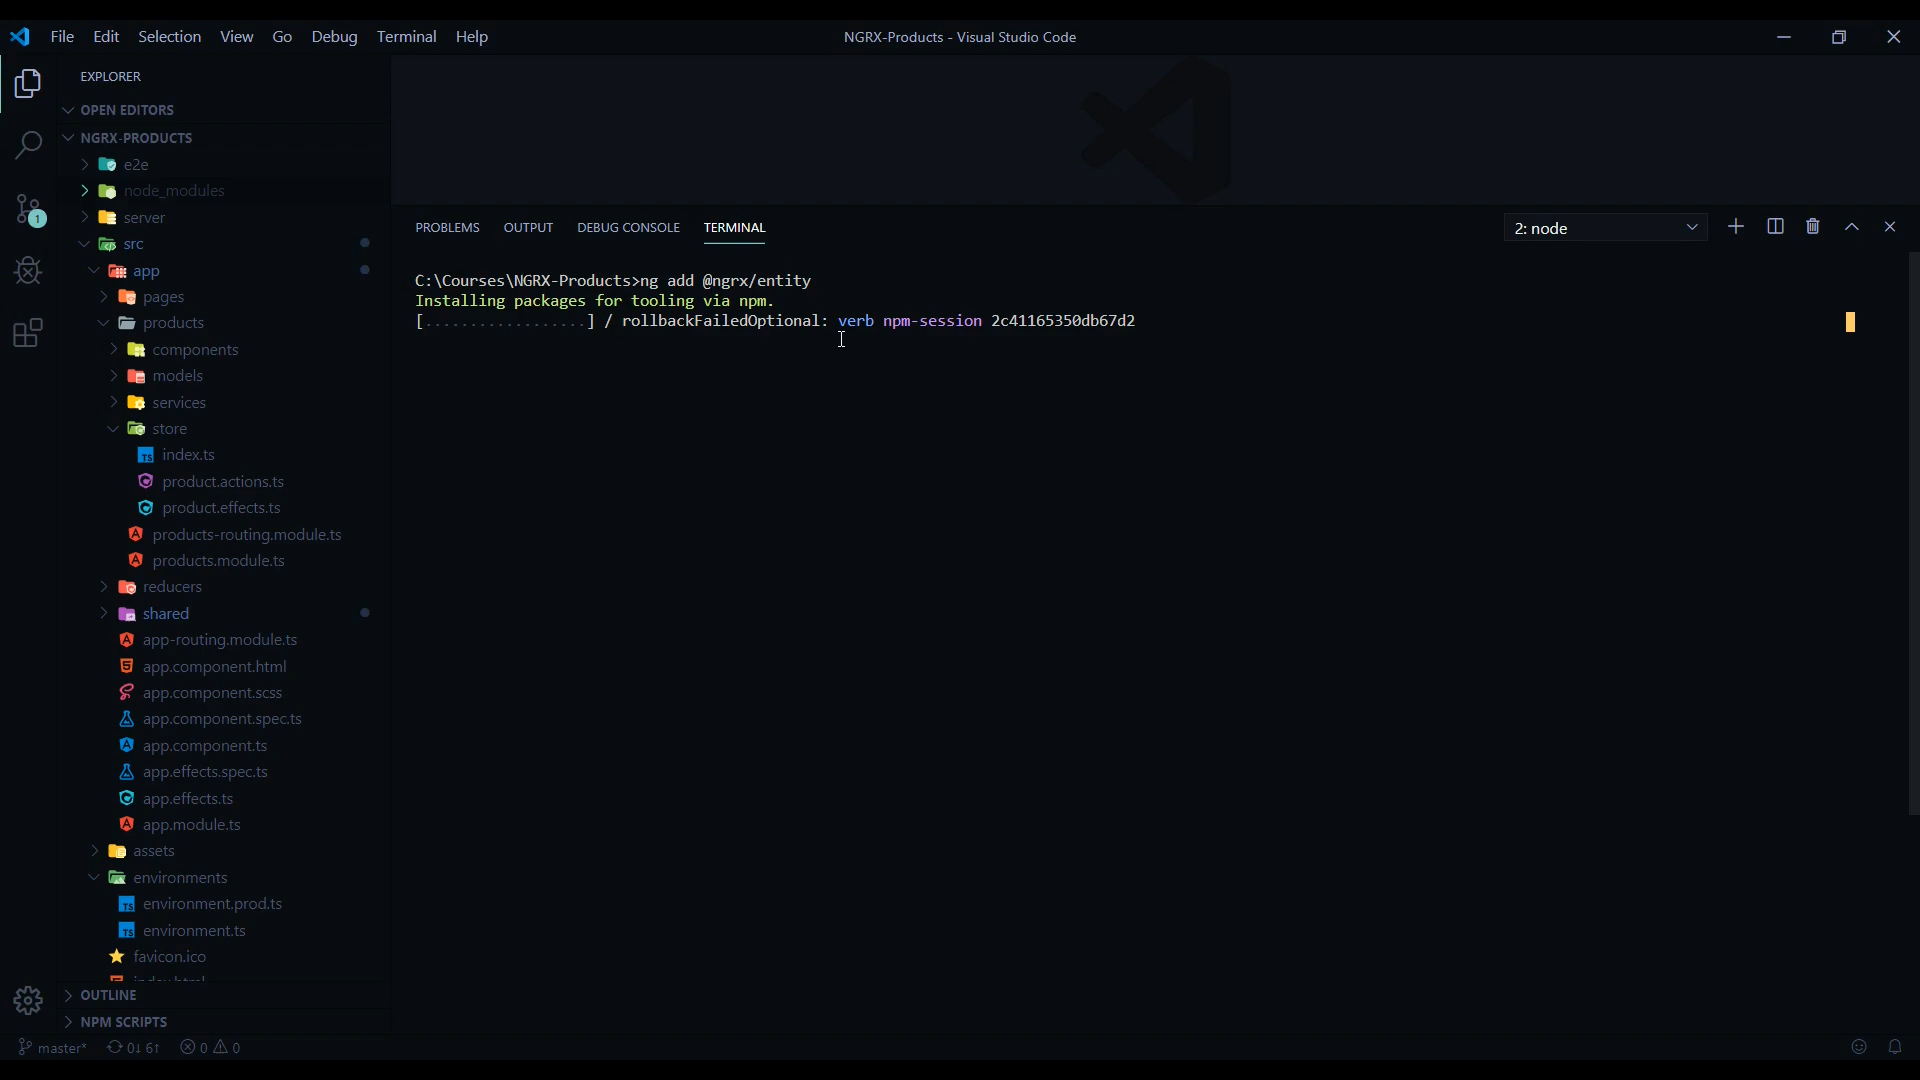 File Edit Selection View Go Debug Terminal Help
NGRX-Products - Visual Studio Code
EXPLORER
OPEN EDITORS
NGRX-PRODUCTS
e2e
node_modules
server
src
app
pages
products
components
models
services
store
TS index.ts
product.actions.ts
product.effects.ts
products-routing.module.ts
products.module.ts
reducers
shared
app-routing.module.ts
app.component.html
app.component.scss
app.component.spec.ts
app.component.ts
app.effects.spec.ts
app.effects.ts
app.module.ts
assets
environments
TS environment.prod.ts
TS environment.ts
favicon.ico
index.html
OUTLINE
NPM SCRIPTS
1
PROBLEMS OUTPUT DEBUG CONSOLE TERMINAL
2: node
C:\Courses\NGRX-Products>ng add @ngrx/entity
Installing packages for tooling via npm.
[..................] / rollbackFailedOptional: verb npm-session 2c41165350db67d2
master* 0↓ 6↑ 0 0